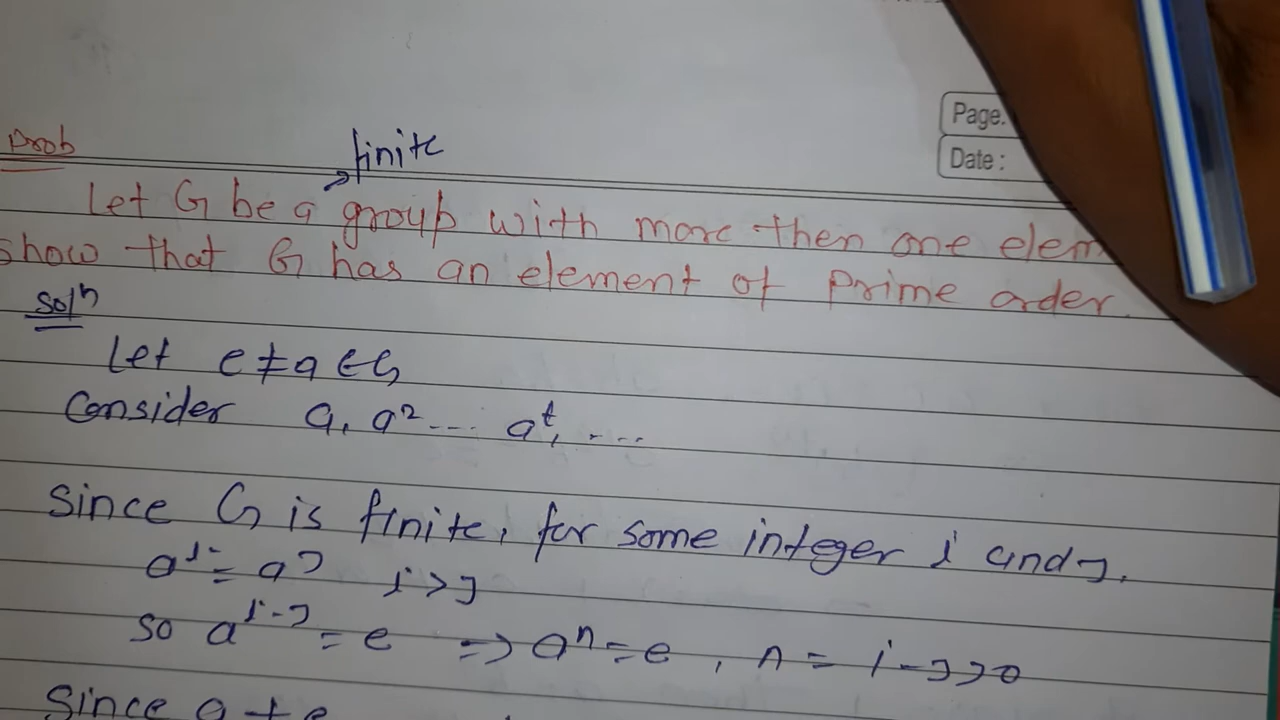 Page.
Date :
Prob
finite
Let G be a group with more then one elem
show that G has an element of prime order.
Solⁿ
Let e ≠ a ∈ G
Consider a, a² ... aᵗ, ...
Since G is finite, for some integer i and j.
aⁱ = aʲ i > j
so aⁱ⁻ʲ = e ⇒ aⁿ = e , n = i - j > 0
Since a ≠ e